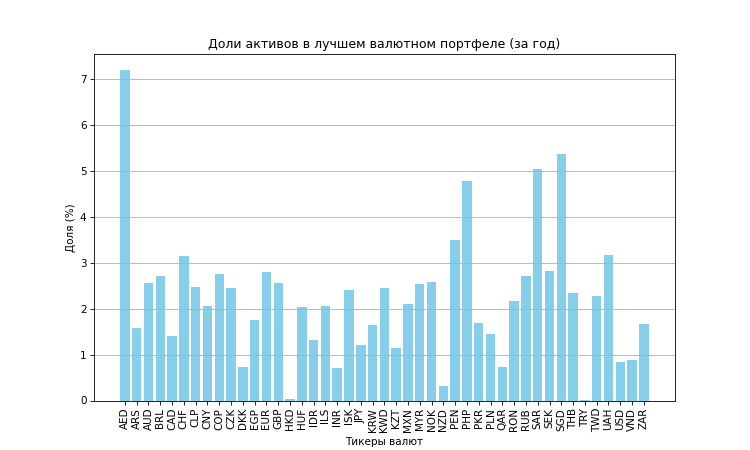 Доли активов в лучшем валютном портфеле (за год)
Доля (%)
7
6
5
4
3
2
1
0
AED ARS AUD BRL CAD CHF CLP CNY COP CZK DKK EGP EUR GBP HKD HUF IDR ILS INR ISK JPY KRW KWD KZT MXN MYR NOK NZD PEN PHP PKR PLN QAR RON RUB SAR SEK SGD THB TRY TWD UAH USD VND ZAR
Тикеры валют